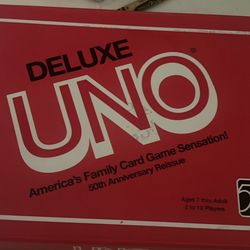 DELUXE
UNO®
America's Family Card Game Sensation!
50th Anniversary Reissue
Ages 7 thru Adult
2 to 10 Players